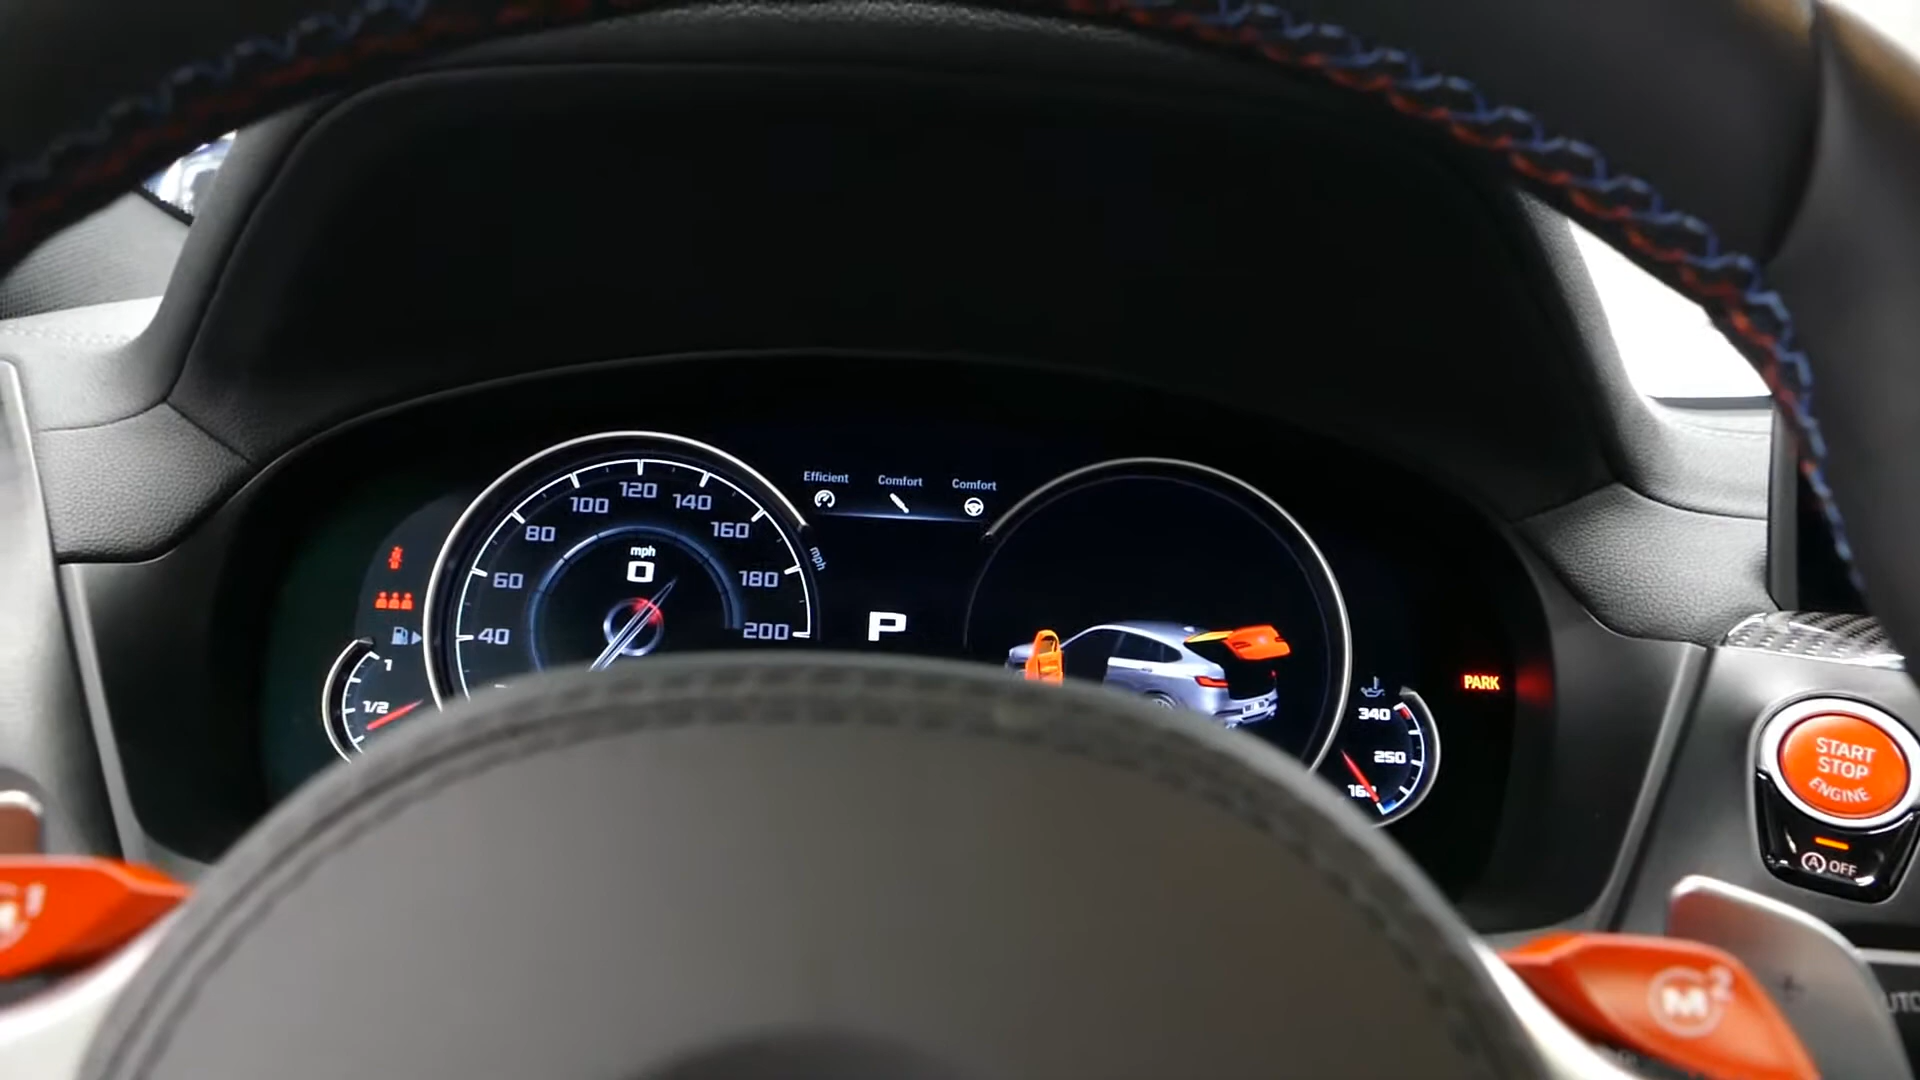 Efficient
Comfort
Comfort
40
60
80
100
120
140
160
180
200
mph
0
mph
P
1
1/2
340
250
PARK
START
STOP
ENGINE
A OFF
M1
M2
+